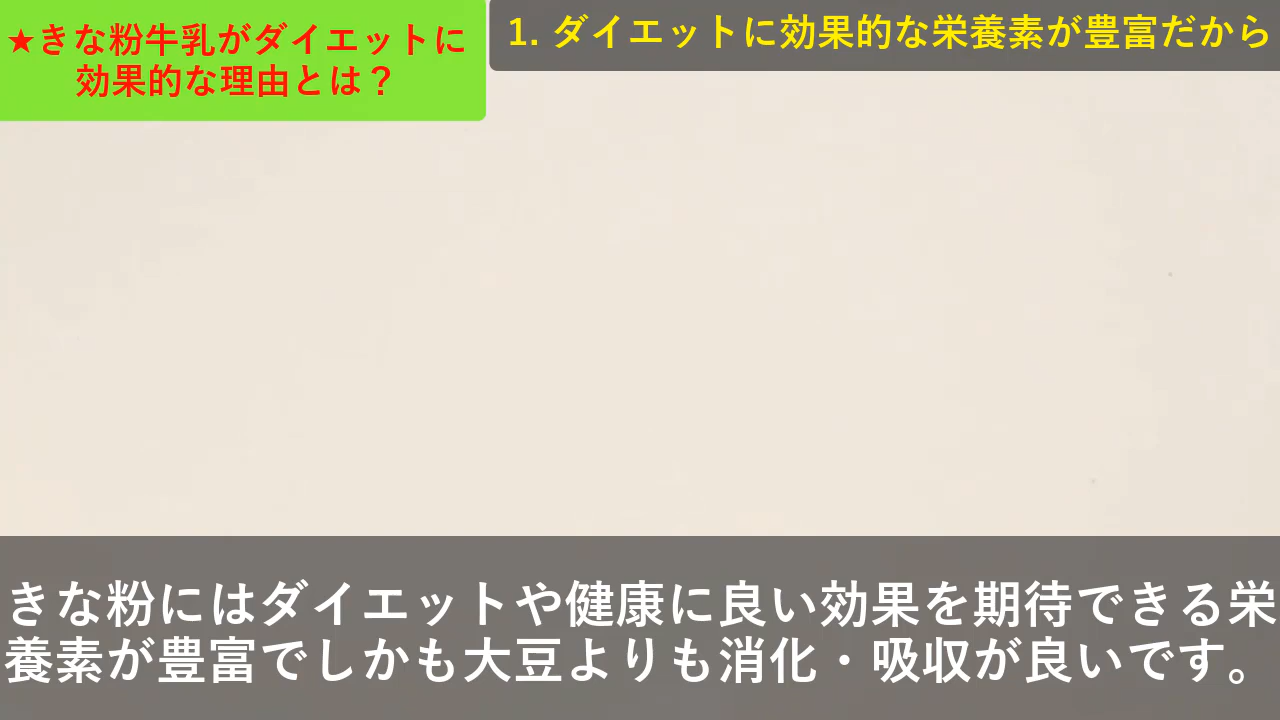 ★きな粉牛乳がダイエットに
効果的な理由とは？
1. ダイエットに効果的な栄養素が豊富だから
きな粉にはダイエットや健康に良い効果を期待できる栄
養素が豊富でしかも大豆よりも消化・吸収が良いです。